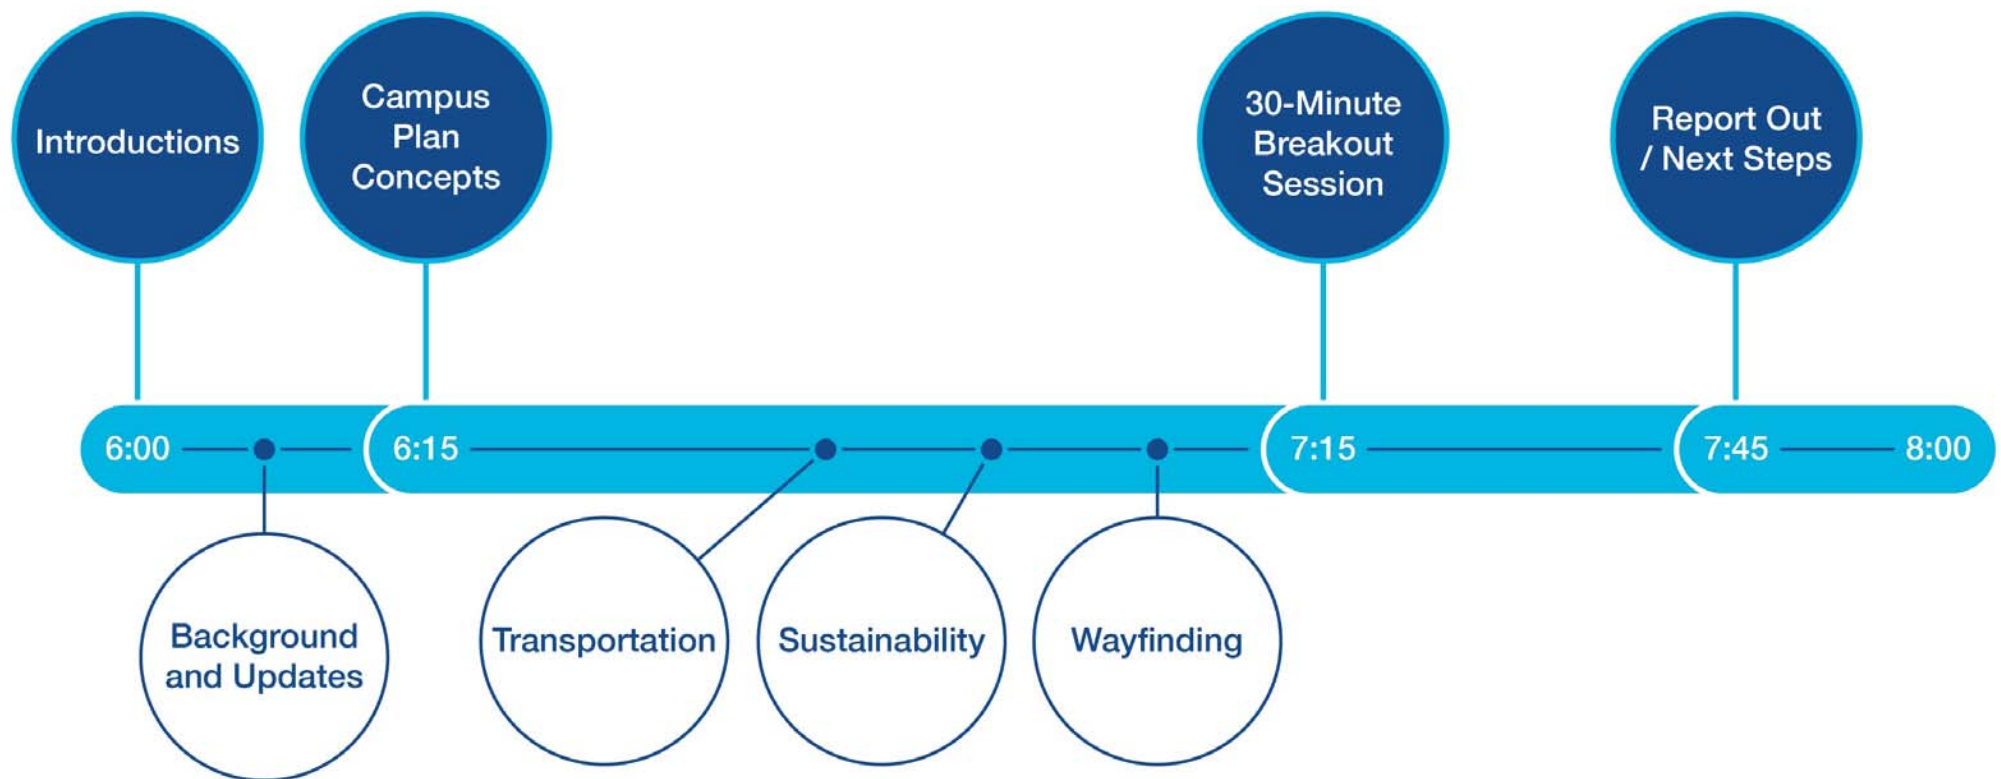 Introductions
Campus
Plan
Concepts
30-Minute
Breakout
Session
Report Out
/ Next Steps
6:00
6:15
7:15
7:45
8:00
Background
and Updates
Transportation
Sustainability
Wayfinding